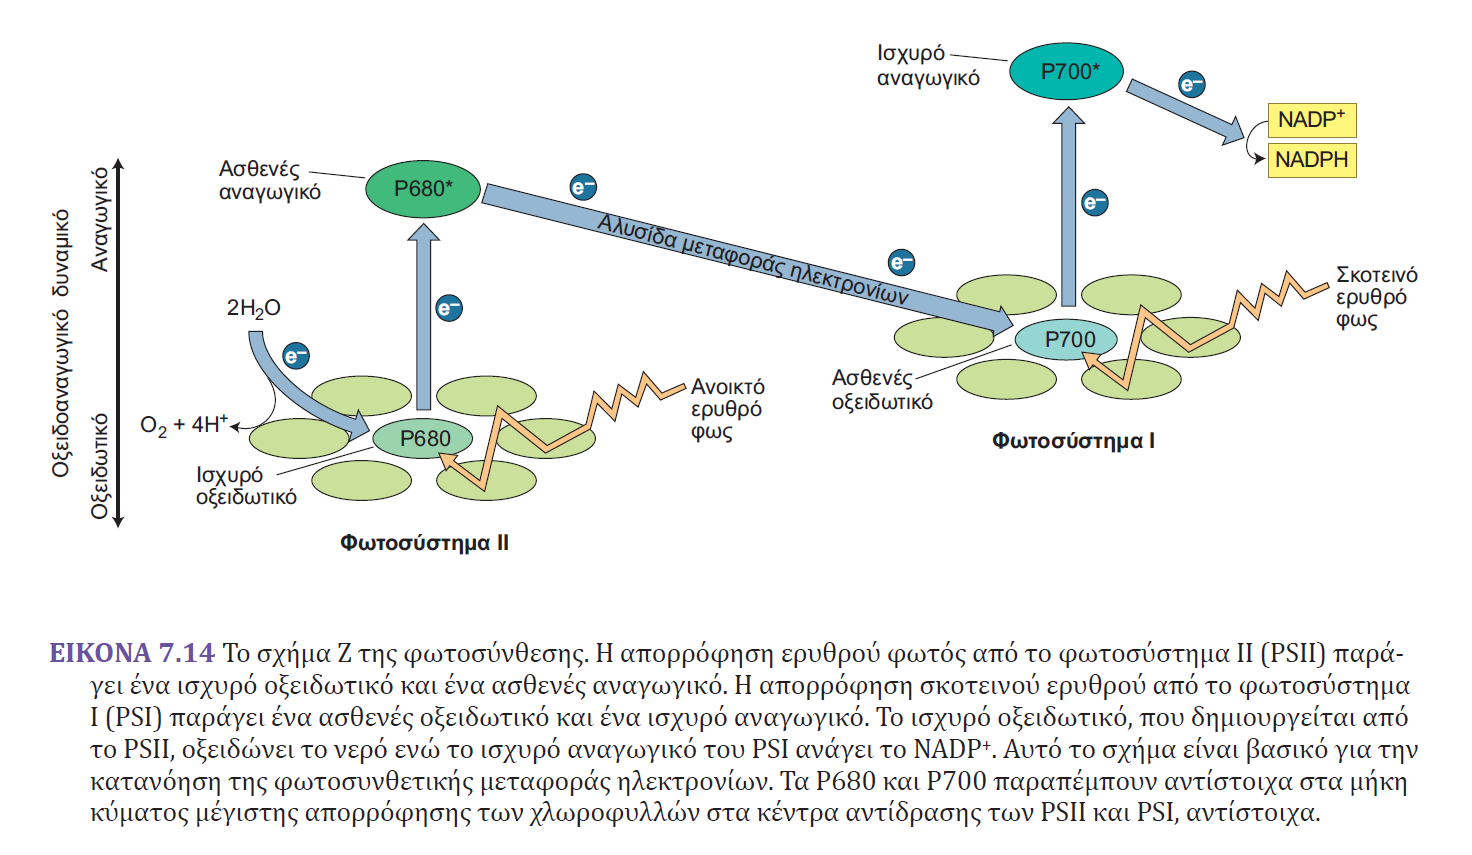 Ισχυρό
αναγωγικό
P700*
e⁻
NADP⁺
NADPH
Ασθενές
αναγωγικό
P680*
e⁻
Αλυσίδα μεταφοράς ηλεκτρονίων
e⁻
e⁻
Οξειδοαναγωγικό δυναμικό
Αναγωγικό
Οξειδωτικό
2H₂O
e⁻
e⁻
O₂ + 4H⁺
P680
Ισχυρό
οξειδωτικό
Ανοικτό
ερυθρό
φως
Φωτοσύστημα II
Σκοτεινό
ερυθρό
φως
P700
Ασθενές
οξειδωτικό
Φωτοσύστημα I
ΕΙΚΟΝΑ 7.14 Το σχήμα Z της φωτοσύνθεσης. Η απορρόφηση ερυθρού φωτός από το φωτοσύστημα II (PSII) παρά-
γει ένα ισχυρό οξειδωτικό και ένα ασθενές αναγωγικό. Η απορρόφηση σκοτεινού ερυθρού από το φωτοσύστημα
I (PSI) παράγει ένα ασθενές οξειδωτικό και ένα ισχυρό αναγωγικό. Το ισχυρό οξειδωτικό, που δημιουργείται από
το PSII, οξειδώνει το νερό ενώ το ισχυρό αναγωγικό του PSI ανάγει το NADP⁺. Αυτό το σχήμα είναι βασικό για την
κατανόηση της φωτοσυνθετικής μεταφοράς ηλεκτρονίων. Τα P680 και P700 παραπέμπουν αντίστοιχα στα μήκη
κύματος μέγιστης απορρόφησης των χλωροφυλλών στα κέντρα αντίδρασης των PSII και PSI, αντίστοιχα.